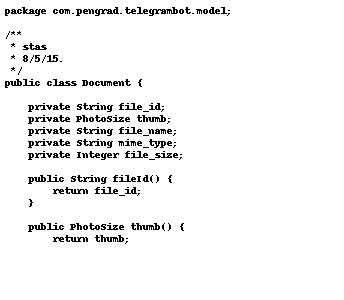 package com.pengrad.telegrambot.model;

/**
 * stas
 * 8/5/15.
 */
public class Document {

    private String file_id;
    private PhotoSize thumb;
    private String file_name;
    private String mime_type;
    private Integer file_size;

    public String fileId() {
        return file_id;
    }

    public PhotoSize thumb() {
        return thumb;